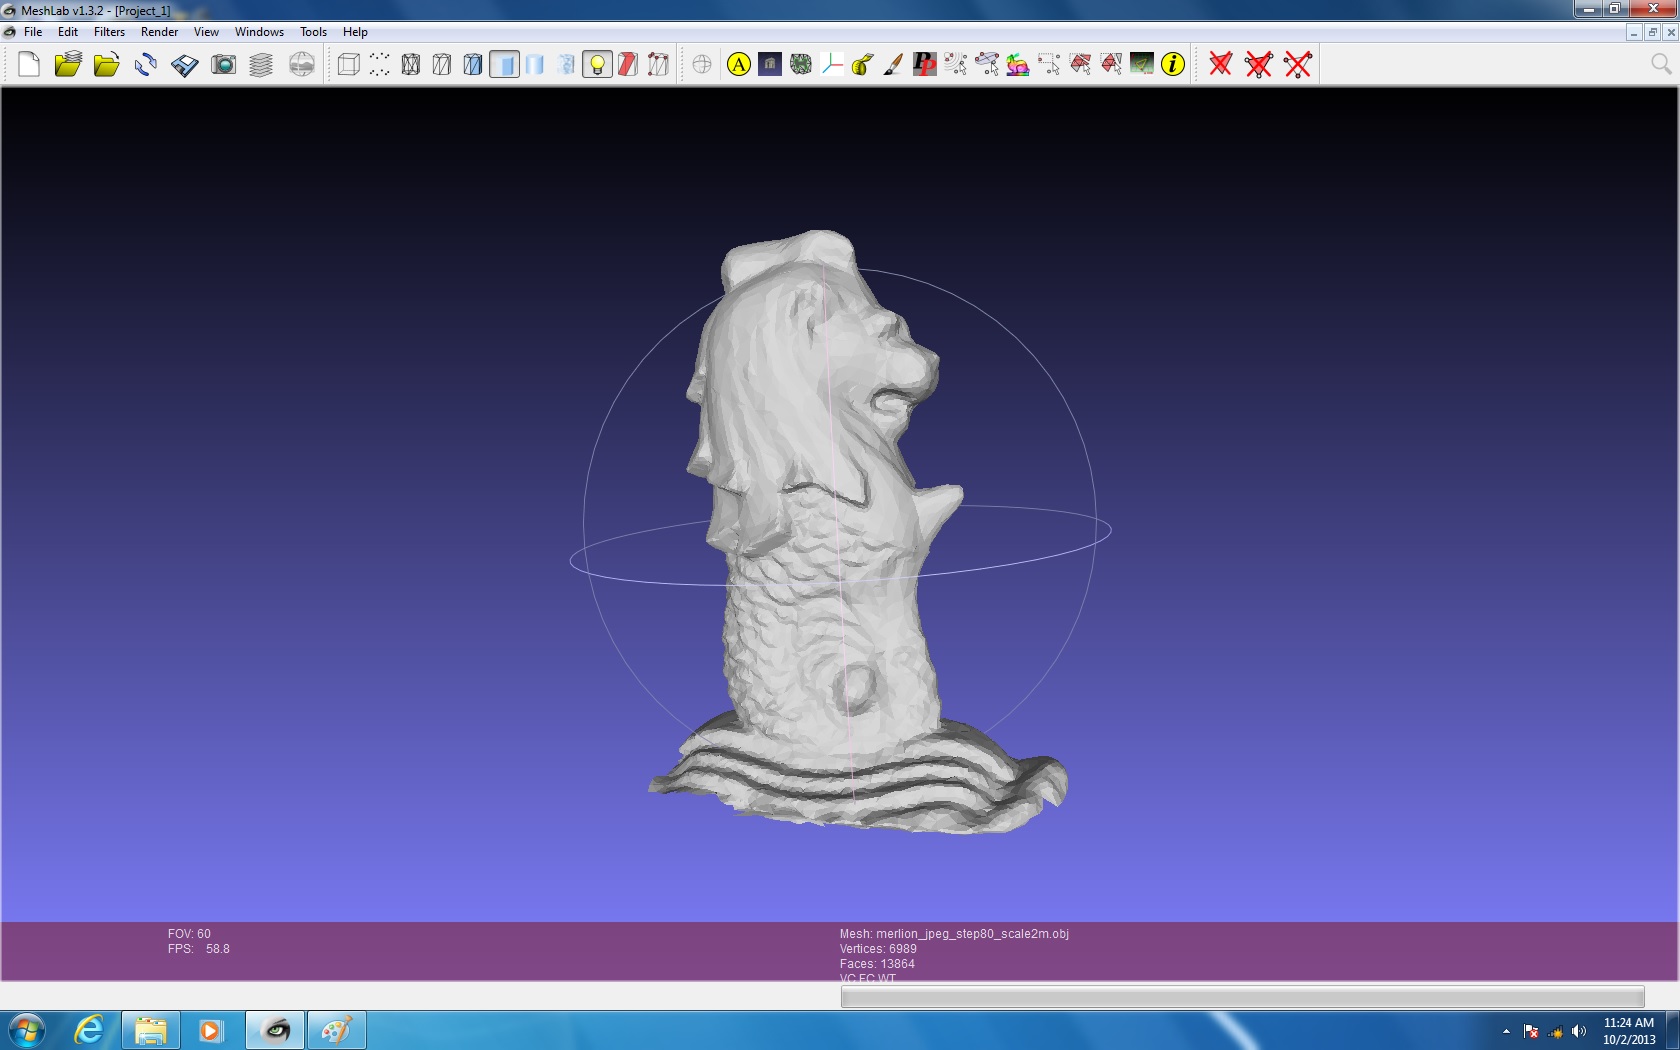 MeshLab v1.3.2 - [Project_1]
File Edit Filters Render View Windows Tools Help
A
i
FOV: 60
FPS: 58.8
Mesh: merlion_jpeg_step80_scale2m.obj
Vertices: 6989
Faces: 13864
VC FC WT
11:24 AM
10/2/2013